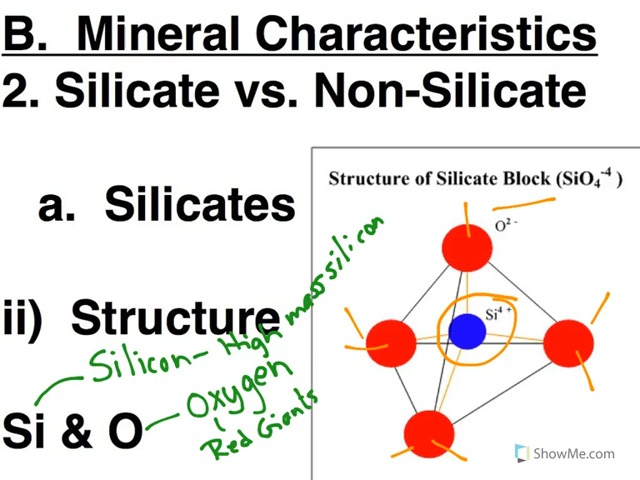 B. Mineral Characteristics
2. Silicate vs. Non-Silicate
a. Silicates
Structure of Silicate Block (SiO₄⁻⁴)
O²⁻
Si⁴⁺
ii) Structure
Silicon - High mass silicon
Si & O
Oxygen
Red Giants
ShowMe.com